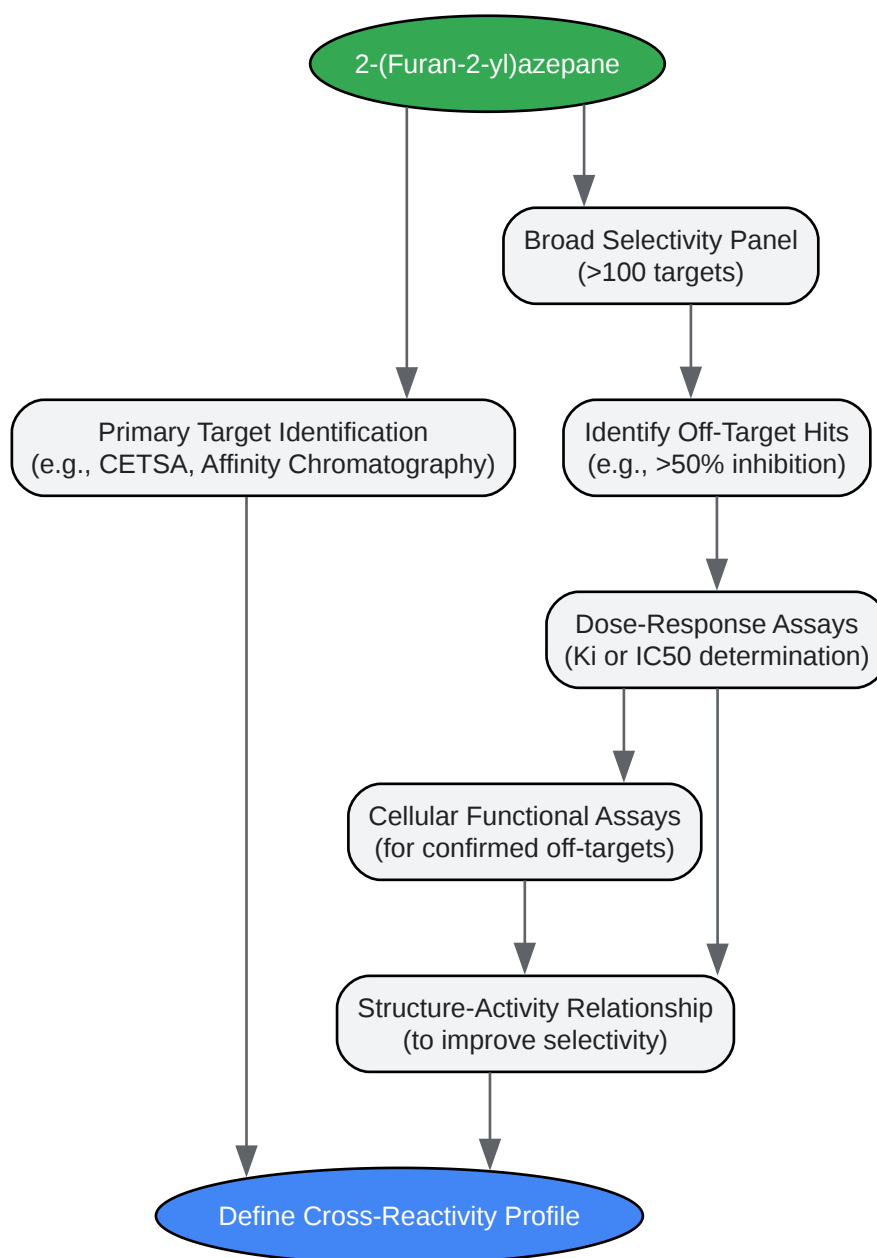 2-(Furan-2-yl)azepane
Broad Selectivity Panel
(>100 targets)
Primary Target Identification
(e.g., CETSA, Affinity Chromatography)
Identify Off-Target Hits
(e.g., >50% inhibition)
Dose-Response Assays
(Ki or IC50 determination)
Cellular Functional Assays
(for confirmed off-targets)
Structure-Activity Relationship
(to improve selectivity)
Define Cross-Reactivity Profile